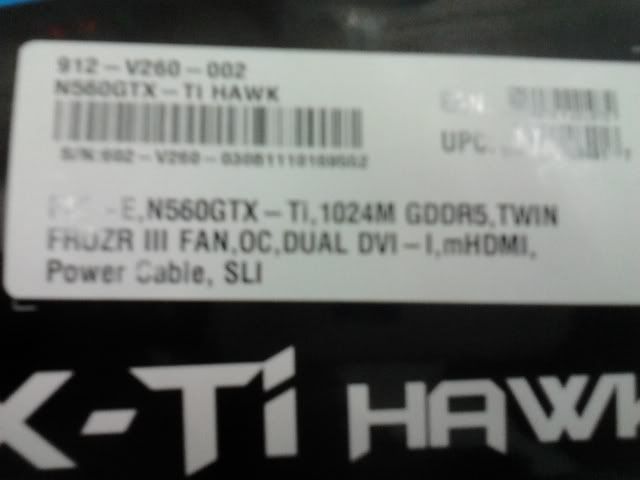 912-V260-002
N560GTX-TI HAWK
UPC:
-E,N560GTX-Ti,1024M GDDR5,TWIN
FROZR III FAN,OC,DUAL DVI-I,mHDMI,
Power Cable, SLI
X-Ti HAWK